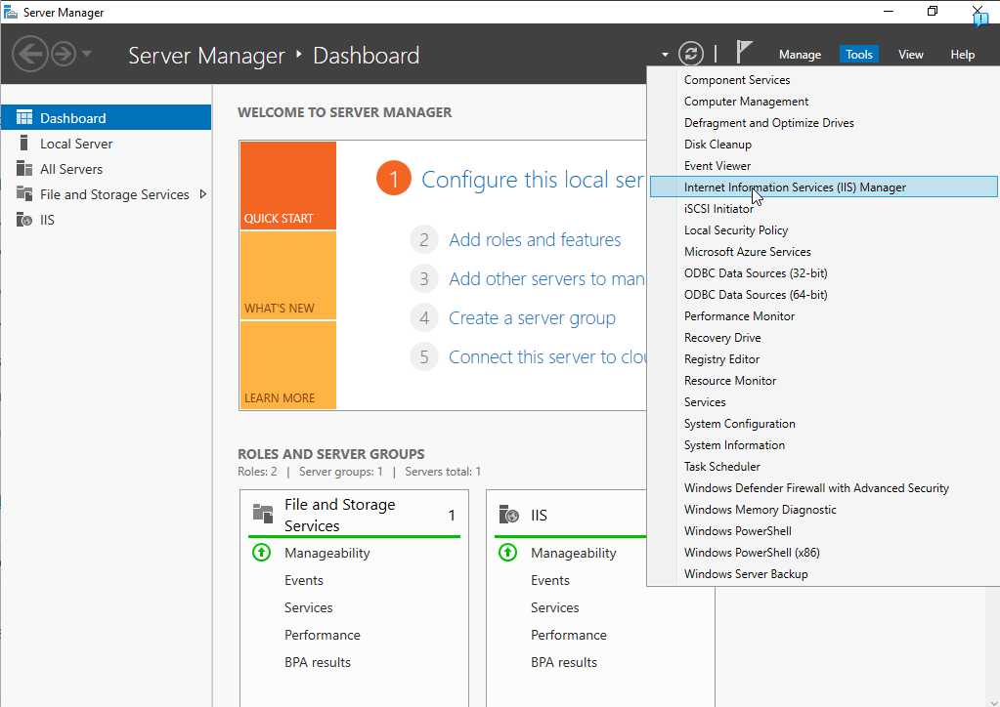 Server Manager
Server Manager ‣ Dashboard
Manage
Tools
View
Help
Dashboard
Local Server
All Servers
File and Storage Services
IIS
WELCOME TO SERVER MANAGER
QUICK START
WHAT'S NEW
LEARN MORE
1 Configure this local ser
2 Add roles and features
3 Add other servers to mana
4 Create a server group
5 Connect this server to clou
ROLES AND SERVER GROUPS
Roles: 2 | Server groups: 1 | Servers total: 1
File and Storage
Services
1
Manageability
Events
Services
Performance
BPA results
IIS
Manageability
Events
Services
Performance
BPA results
Component Services
Computer Management
Defragment and Optimize Drives
Disk Cleanup
Event Viewer
Internet Information Services (IIS) Manager
iSCSI Initiator
Local Security Policy
Microsoft Azure Services
ODBC Data Sources (32-bit)
ODBC Data Sources (64-bit)
Performance Monitor
Recovery Drive
Registry Editor
Resource Monitor
Services
System Configuration
System Information
Task Scheduler
Windows Defender Firewall with Advanced Security
Windows Memory Diagnostic
Windows PowerShell
Windows PowerShell (x86)
Windows Server Backup